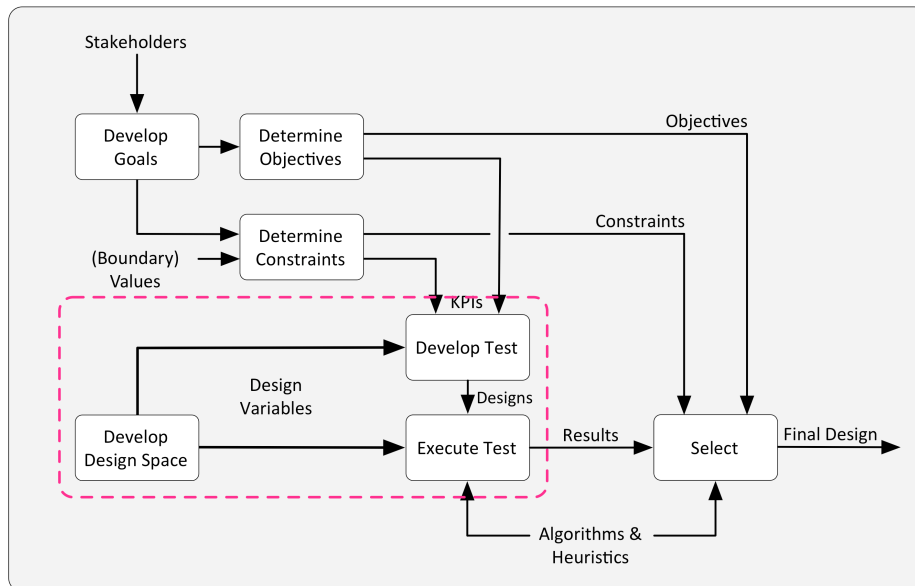 Stakeholders
Develop
Goals
Determine
Objectives
Objectives
Determine
Constraints
Constraints
(Boundary)
Values
KPIs
Develop Test
Design
Variables
Designs
Develop
Design Space
Execute Test
Results
Select
Final Design
Algorithms &
Heuristics